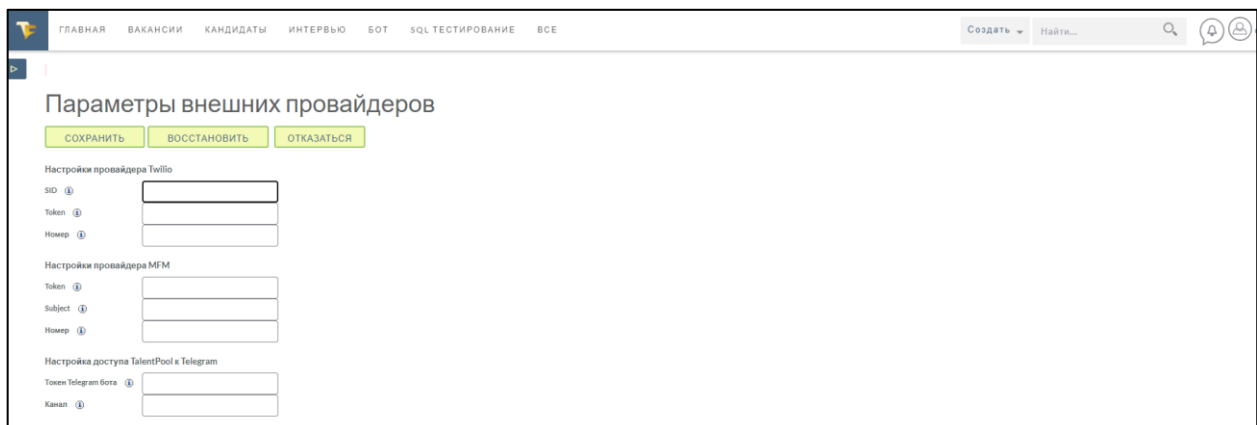 ГЛАВНАЯ ВАКАНСИИ КАНДИДАТЫ ИНТЕРВЬЮ БОТ SQL ТЕСТИРОВАНИЕ ВСЕ Создать Найти...
Параметры внешних провайдеров
СОХРАНИТЬ ВОССТАНОВИТЬ ОТКАЗАТЬСЯ
Настройки провайдера Twilio
SID
Token
Номер
Настройки провайдера MFM
Token
Subject
Номер
Настройка доступа TalentPool к Telegram
Токен Telegram бота
Канал